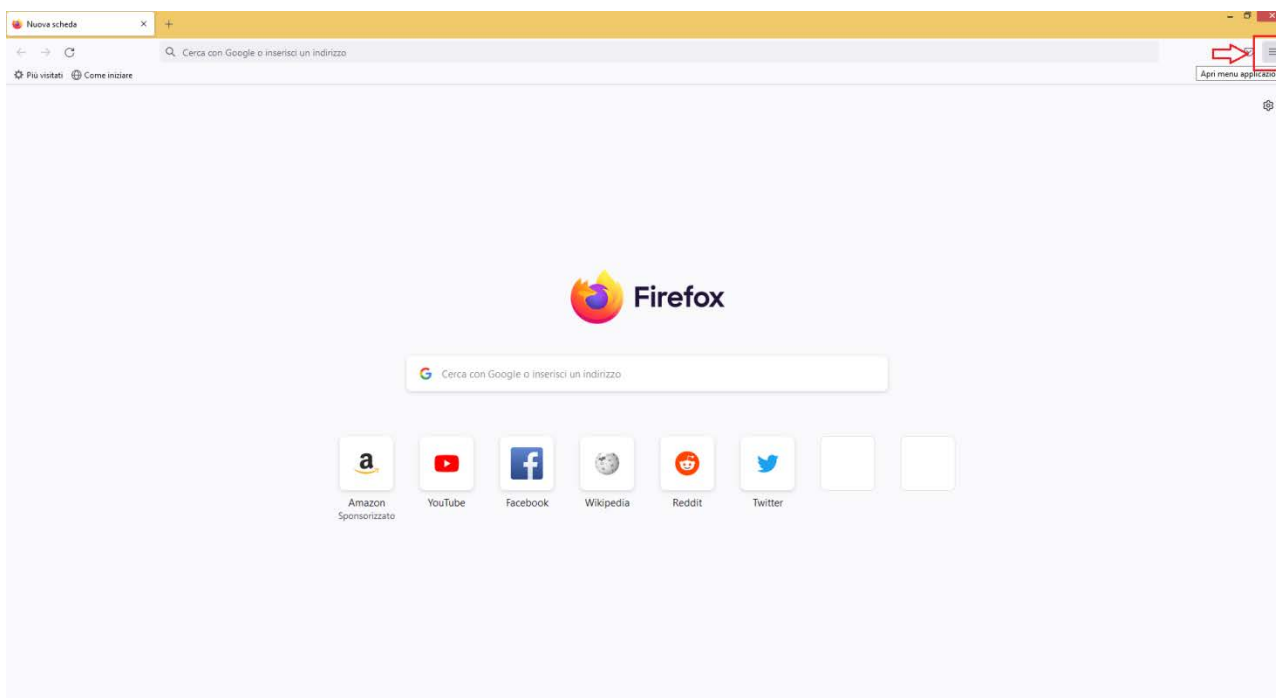 Nuova scheda
Cerca con Google o inserisci un indirizzo
Più visitati Come iniziare
Apri menu applicazio
Firefox
G Cerca con Google o inserisci un indirizzo
a f
Amazon YouTube Facebook Wikipedia Reddit Twitter
Sponsorizzato